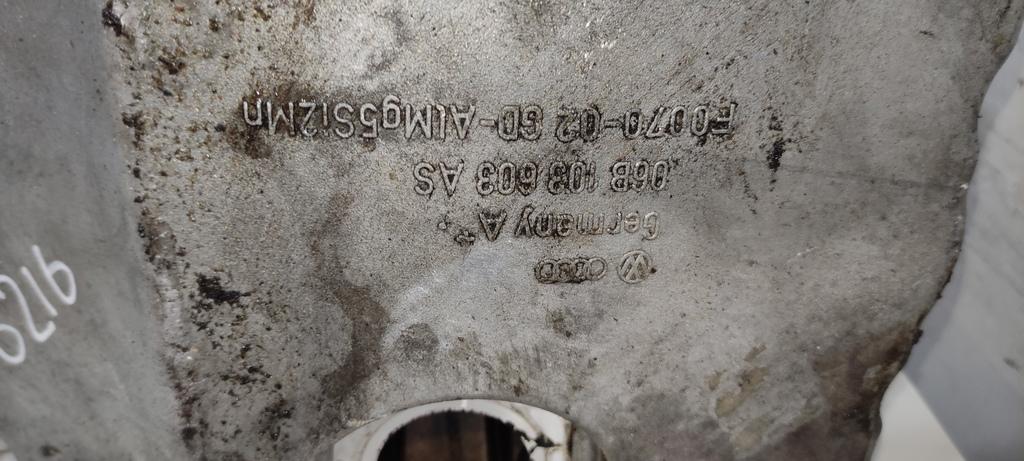 Germany A
06B 103 603 AS
F0070-02 GD-AlMg5Si2Mn